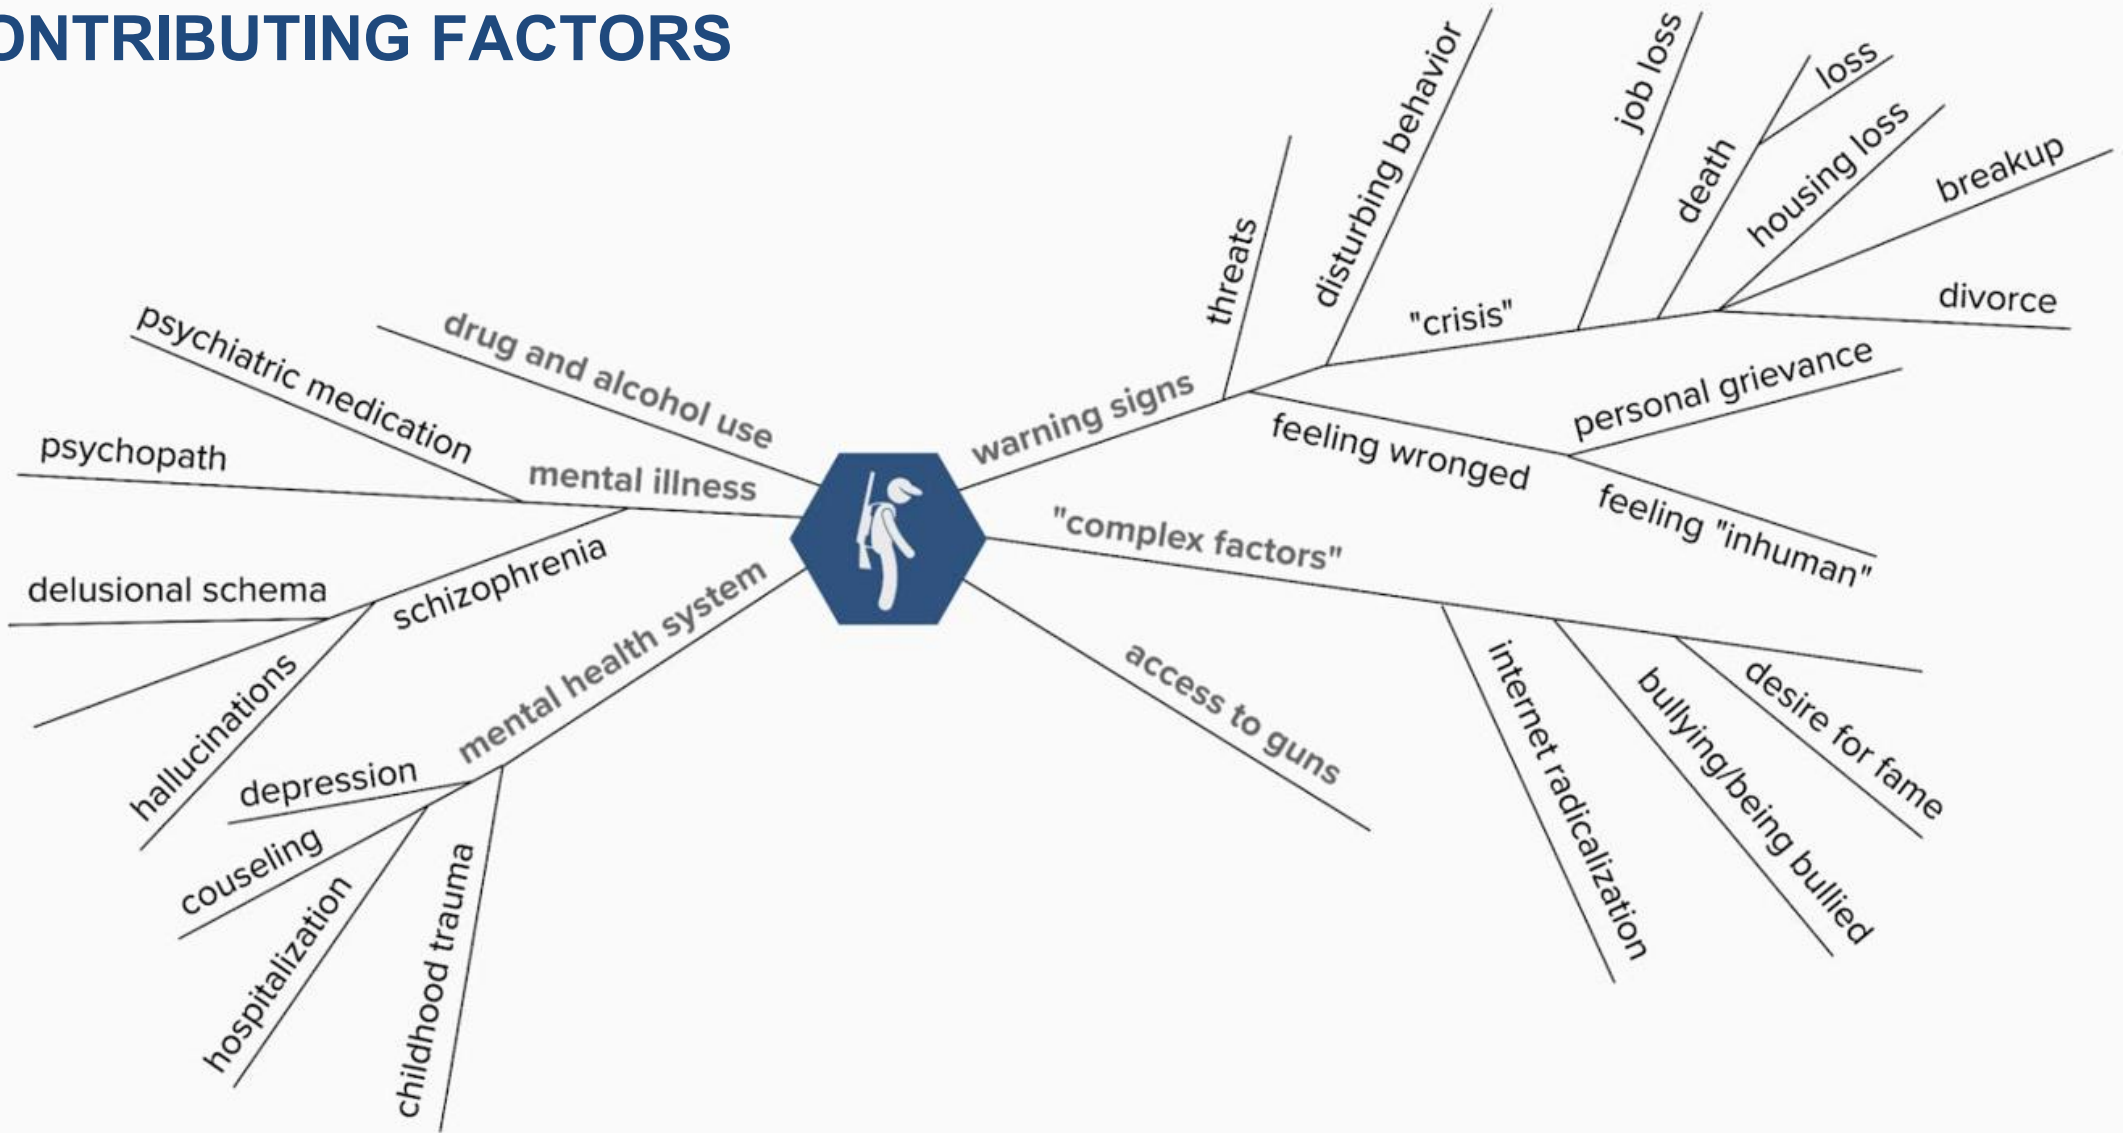 ONTRIBUTING FACTORS
drug and alcohol use
mental illness
psychiatric medication
psychopath
schizophrenia
delusional schema
hallucinations
mental health system
depression
couseling
hospitalization
childhood trauma
warning signs
threats
disturbing behavior
"crisis"
job loss
death
loss
housing loss
breakup
divorce
feeling wronged
personal grievance
feeling "inhuman"
"complex factors"
internet radicalization
bullying/being bullied
desire for fame
access to guns